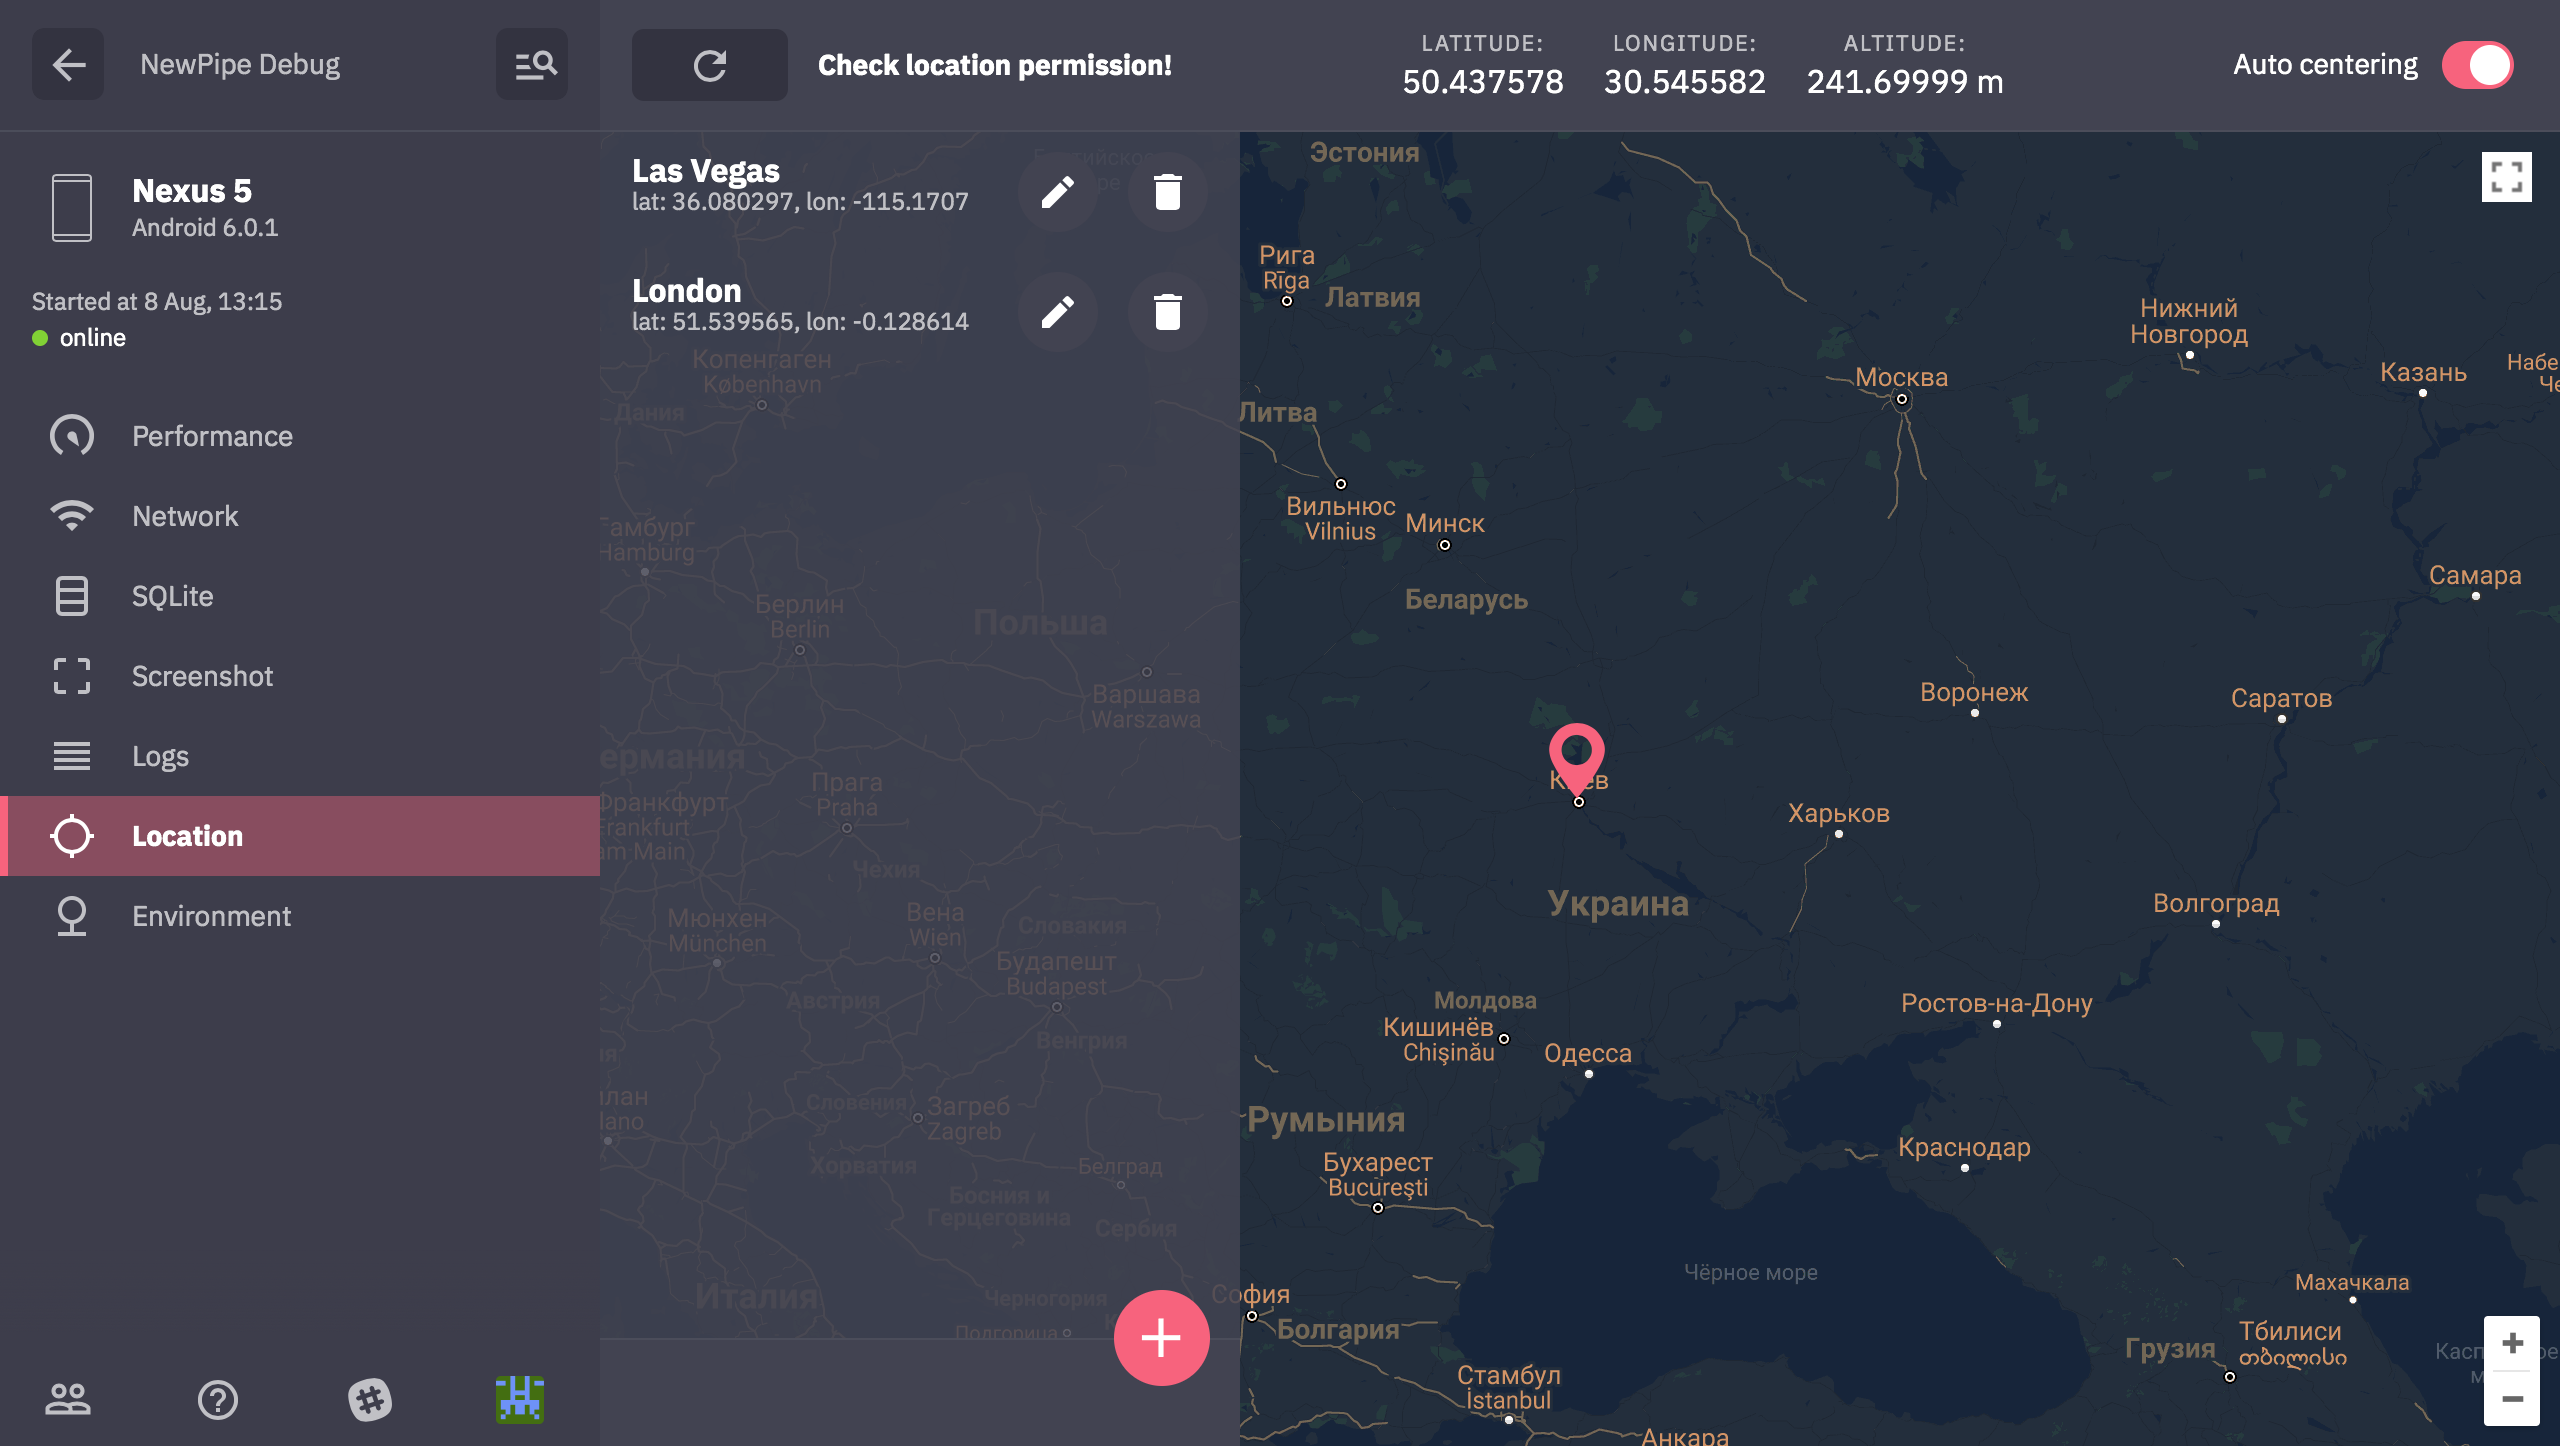 NewPipe Debug
Check location permission!
LATITUDE:
50.437578
LONGITUDE:
30.545582
ALTITUDE:
241.69999 m
Auto centering
Nexus 5
Android 6.0.1
Started at 8 Aug, 13:15
online
Performance
Network
SQLite
Screenshot
Logs
Location
Environment
Las Vegas
lat: 36.080297, lon: -115.1707
London
lat: 51.539565, lon: -0.128614
Копенгаген
København
Дания
Гамбург
Hamburg
Берлин
Berlin
Польша
Варшава
Warszawa
ермания
Прага
Praha
Франкфурт
Frankfurt
am Main
Чехия
Мюнхен
München
Вена
Wien
Словакия
Будапешт
Budapest
Австрия
Венгрия
илан
lano
Словения
Загреб
Zagreb
Хорватия
Белград
Босния и
Герцеговина
Сербия
Италия
Черногория
Подгорица
Эстония
Рига
Rīga
Латвия
Литва
Вильнюс
Vilnius
Минск
Беларусь
Москва
Нижний
Новгород
Казань
Набе
Че
Самара
Воронеж
Саратов
Киев
Харьков
Украина
Волгоград
Молдова
Кишинёв
Chișinău
Одесса
Ростов-на-Дону
Румыния
Бухарест
București
Краснодар
Чёрное море
София
Болгария
Махачкала
Грузия
Тбилиси
თბილისი
Стамбул
İstanbul
Анкара